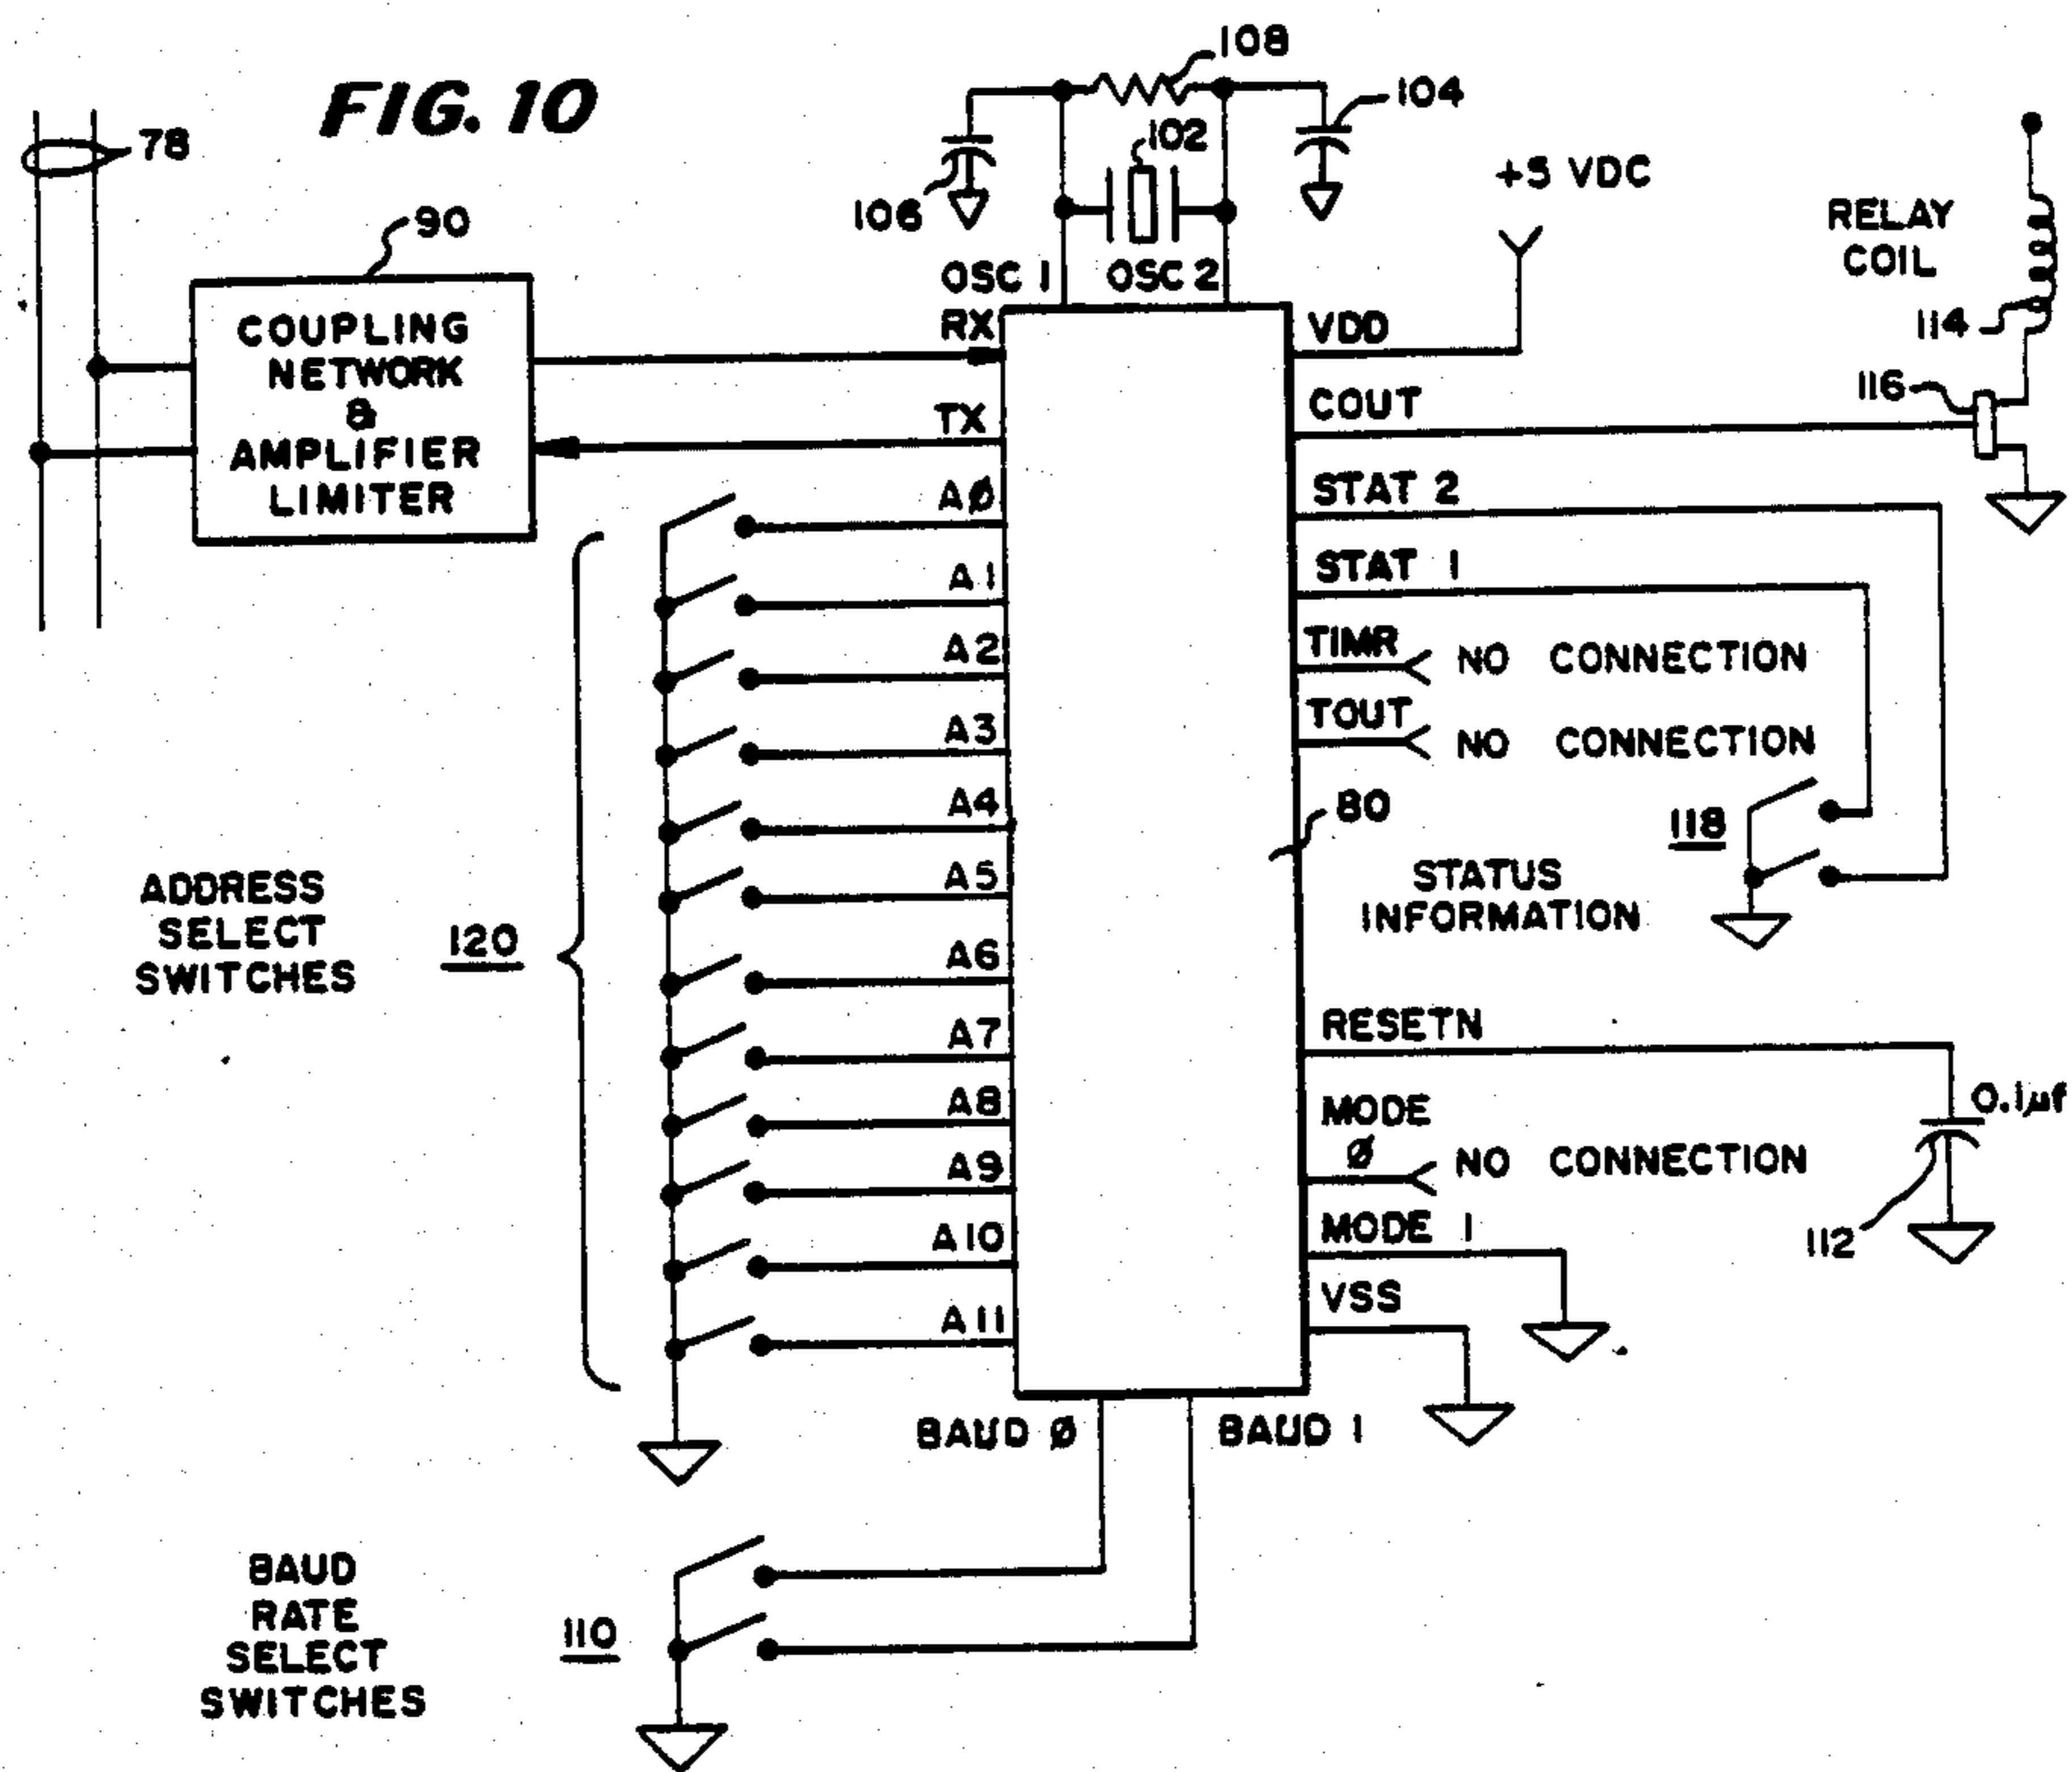 FIG. 10
78
90
COUPLING
NETWORK
&
AMPLIFIER
LIMITER
108
104
102
106
OSC 1
OSC 2
+5 VDC
RELAY
COIL
114
116
RX
TX
AØ
A1
A2
A3
A4
A5
A6
A7
A8
A9
A10
A11
VDD
COUT
STAT 2
STAT 1
TIMR
NO CONNECTION
TOUT
NO CONNECTION
80
118
STATUS
INFORMATION
RESETN
0.1µf
112
MODE
Ø
NO CONNECTION
MODE 1
VSS
ADDRESS
SELECT
SWITCHES
120
BAUD Ø
BAUD 1
BAUD
RATE
SELECT
SWITCHES
110